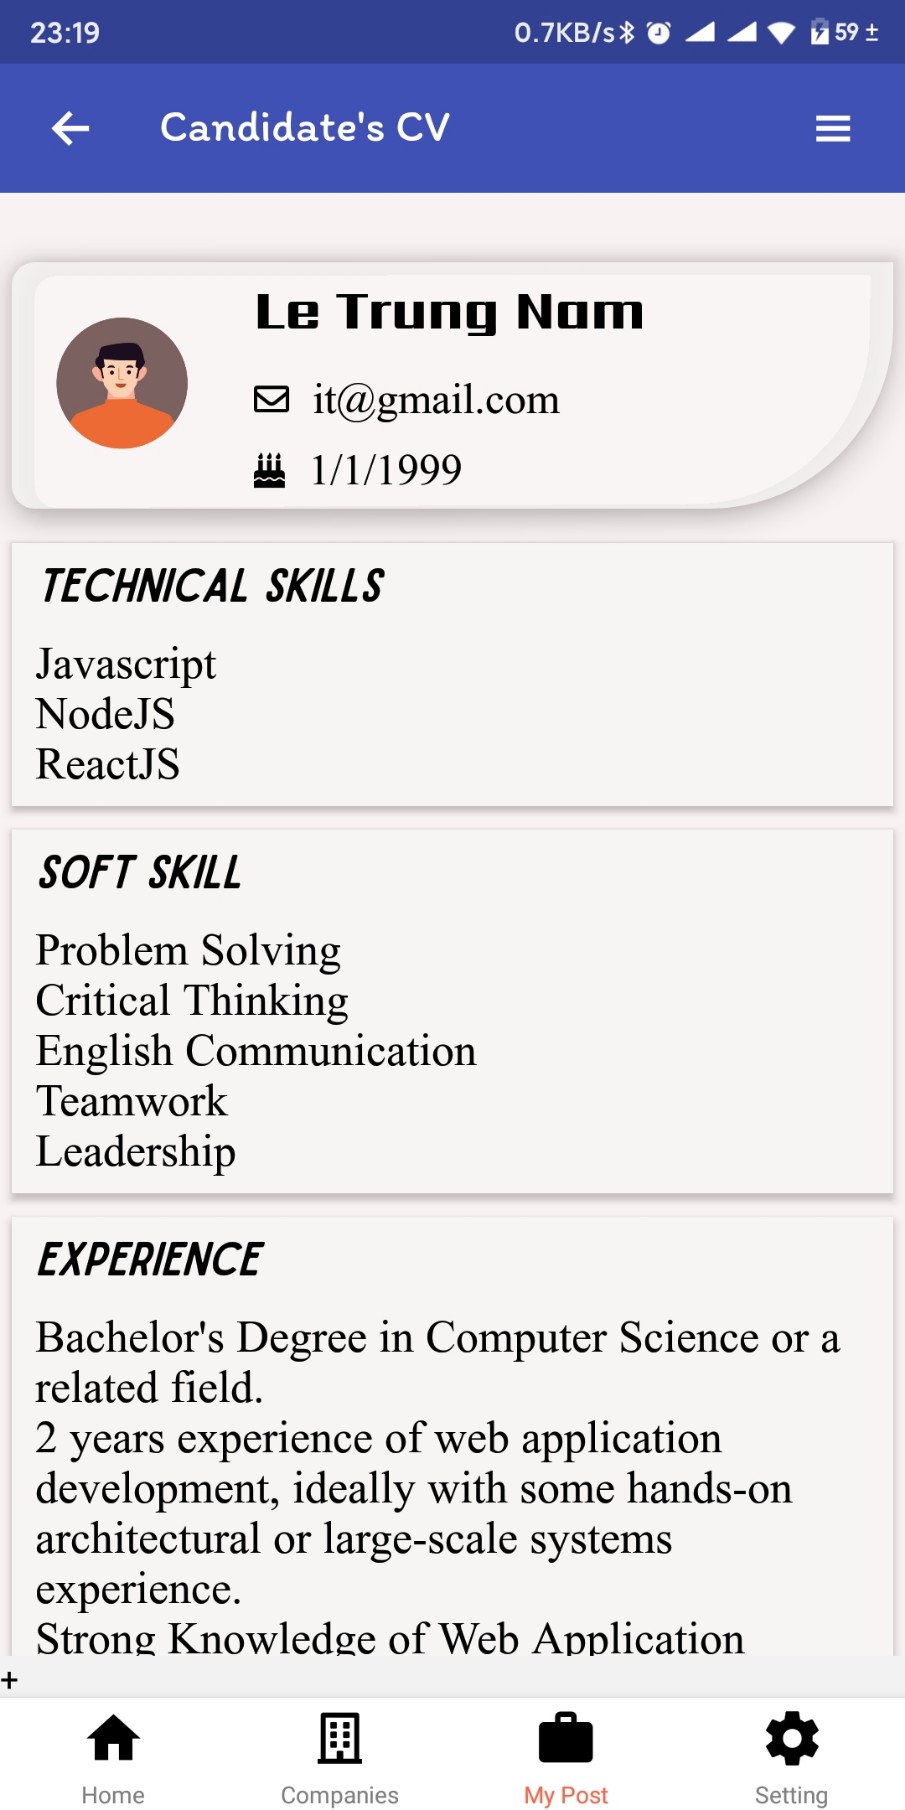 23:19
0.7KB/s 59 ±
Candidate's CV
Le Trung Nam
it@gmail.com
1/1/1999
TECHNICAL SKILLS
Javascript
NodeJS
ReactJS
SOFT SKILL
Problem Solving
Critical Thinking
English Communication
Teamwork
Leadership
EXPERIENCE
Bachelor's Degree in Computer Science or a
related field.
2 years experience of web application
development, ideally with some hands-on
architectural or large-scale systems
experience.
Strong Knowledge of Web Application
+
Home Companies My Post Setting